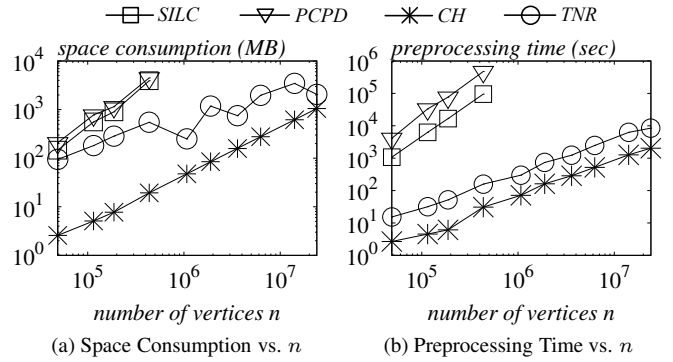 SILC PCPD CH TNR
space consumption (MB)
10^4
10^3
10^2
10^1
10^0
10^5 10^6 10^7
number of vertices n
(a) Space Consumption vs. n
preprocessing time (sec)
10^6
10^5
10^4
10^3
10^2
10^1
10^0
10^5 10^6 10^7
number of vertices n
(b) Preprocessing Time vs. n